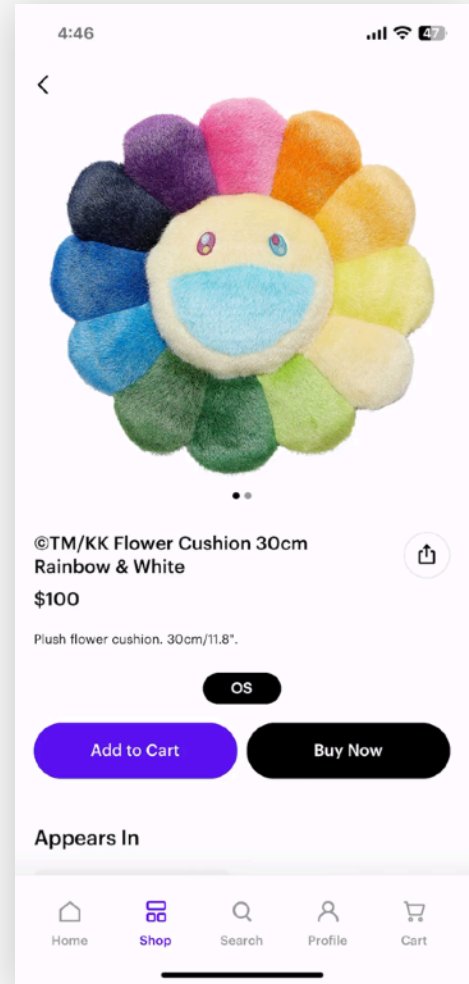 4:46
47
©TM/KK Flower Cushion 30cm
Rainbow & White
$100
Plush flower cushion. 30cm/11.8".
OS
Add to Cart
Buy Now
Appears In
Home
Shop
Search
Profile
Cart